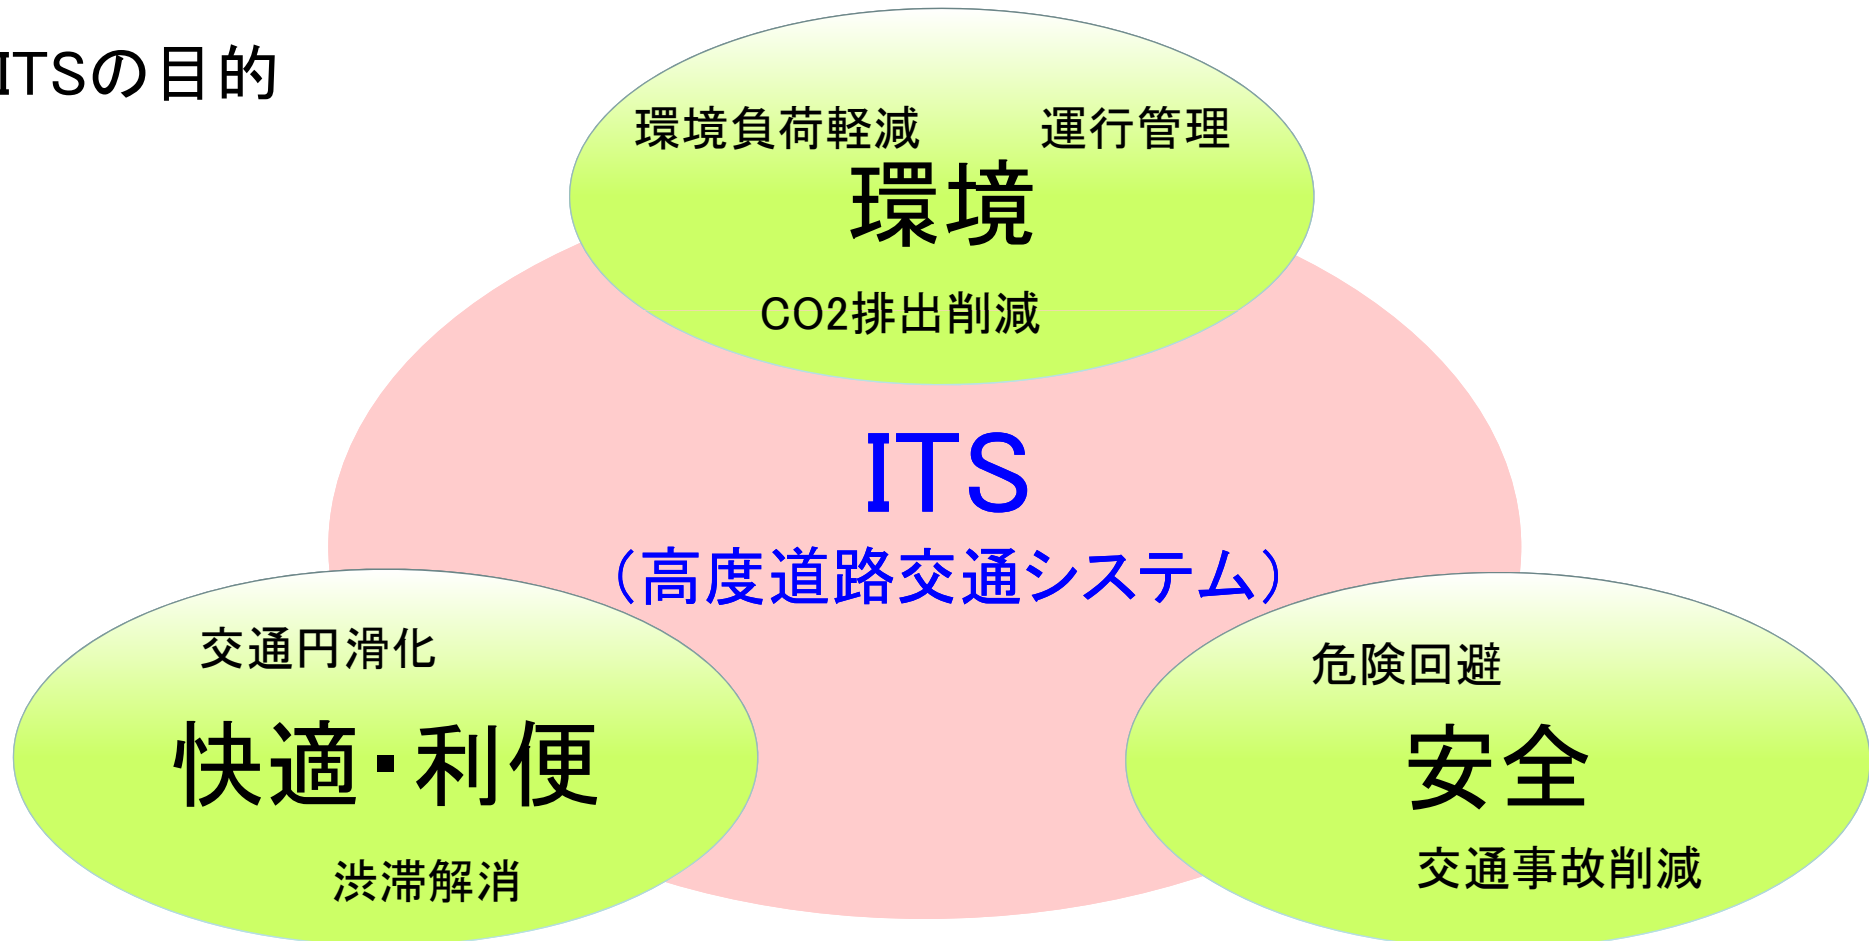 ITSの目的
環境負荷軽減 運行管理
環境
CO2排出削減
ITS
(高度道路交通システム)
交通円滑化
快適・利便
渋滞解消
危険回避
安全
交通事故削減